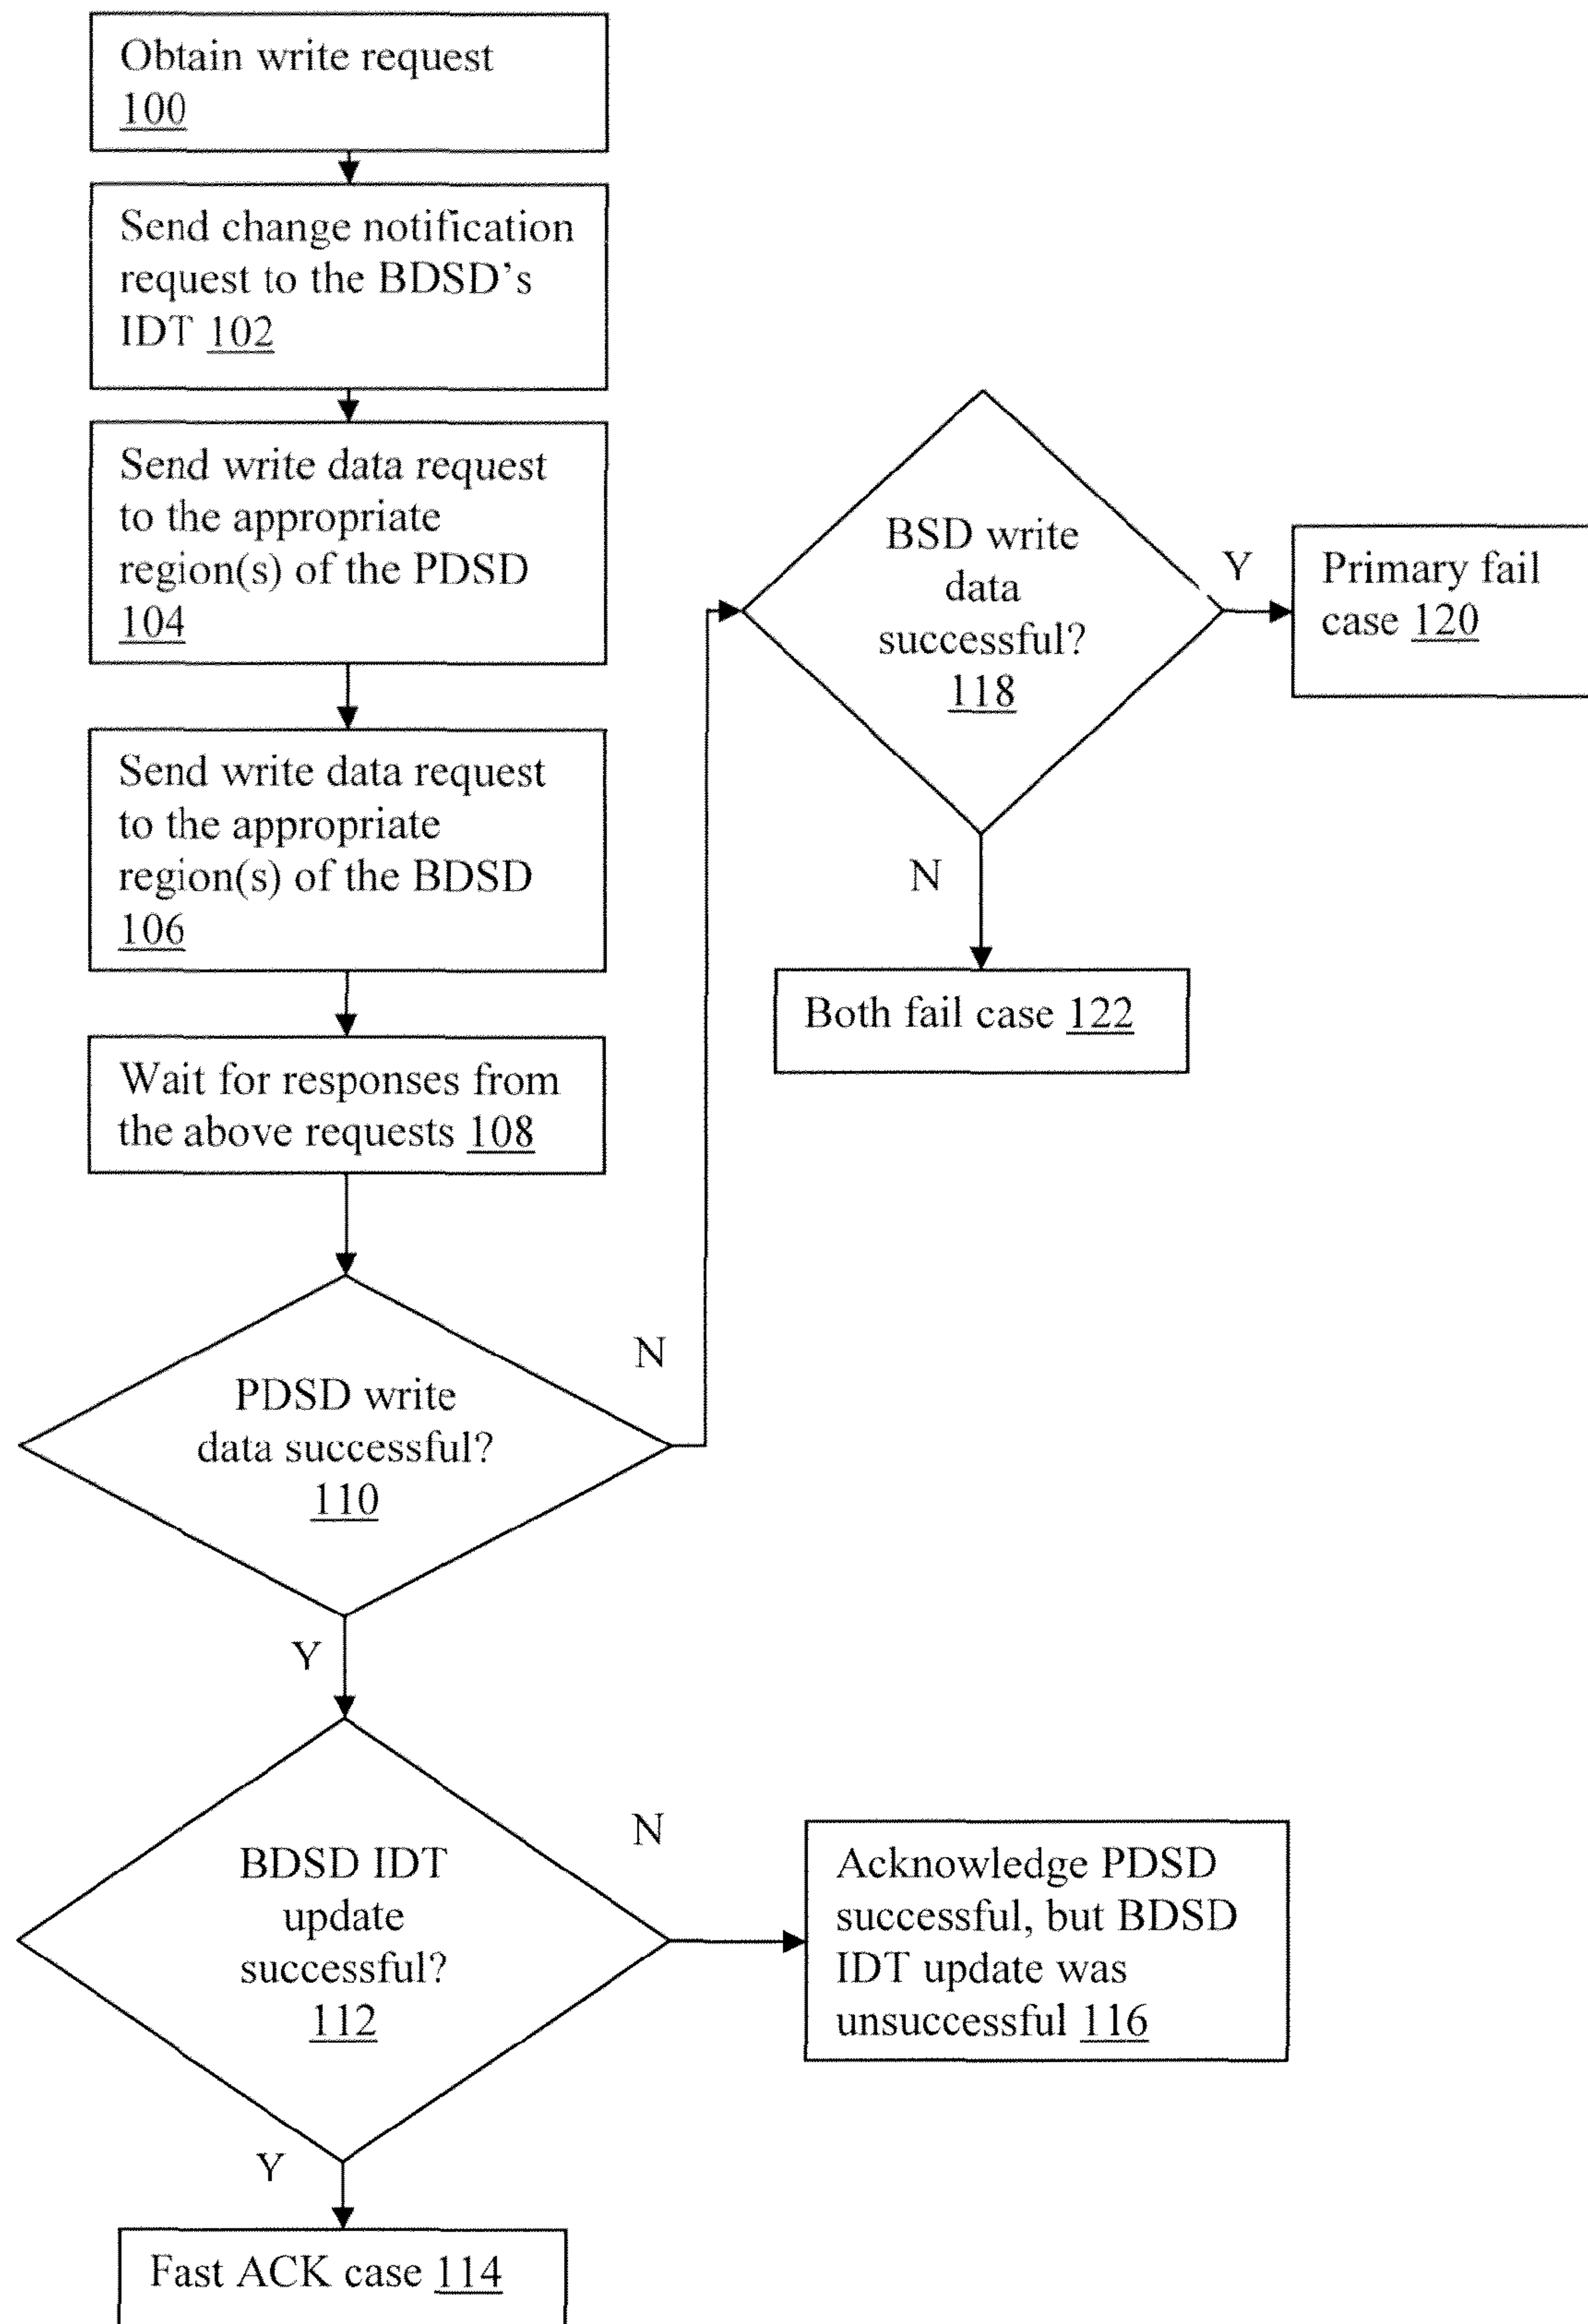 Obtain write request
100
Send change notification
request to the BDSD's
IDT 102
Send write data request
to the appropriate
region(s) of the PDSD
104
Send write data request
to the appropriate
region(s) of the BDSD
106
Wait for responses from
the above requests 108
PDSD write
data successful?
110
N
Y
BSD write
data
successful?
118
Y
Primary fail
case 120
N
Both fail case 122
BDSD IDT
update
successful?
112
N
Acknowledge PDSD
successful, but BDSD
IDT update was
unsuccessful 116
Y
Fast ACK case 114